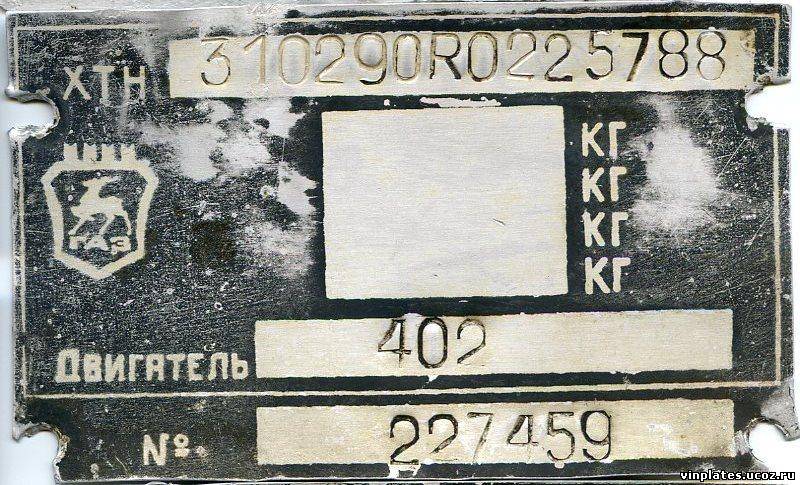 ХТН 310290R0225788
ГАЗ
КГ
КГ
КГ
КГ
Двигатель 402
№ 227459
vinplates.ucoz.ru